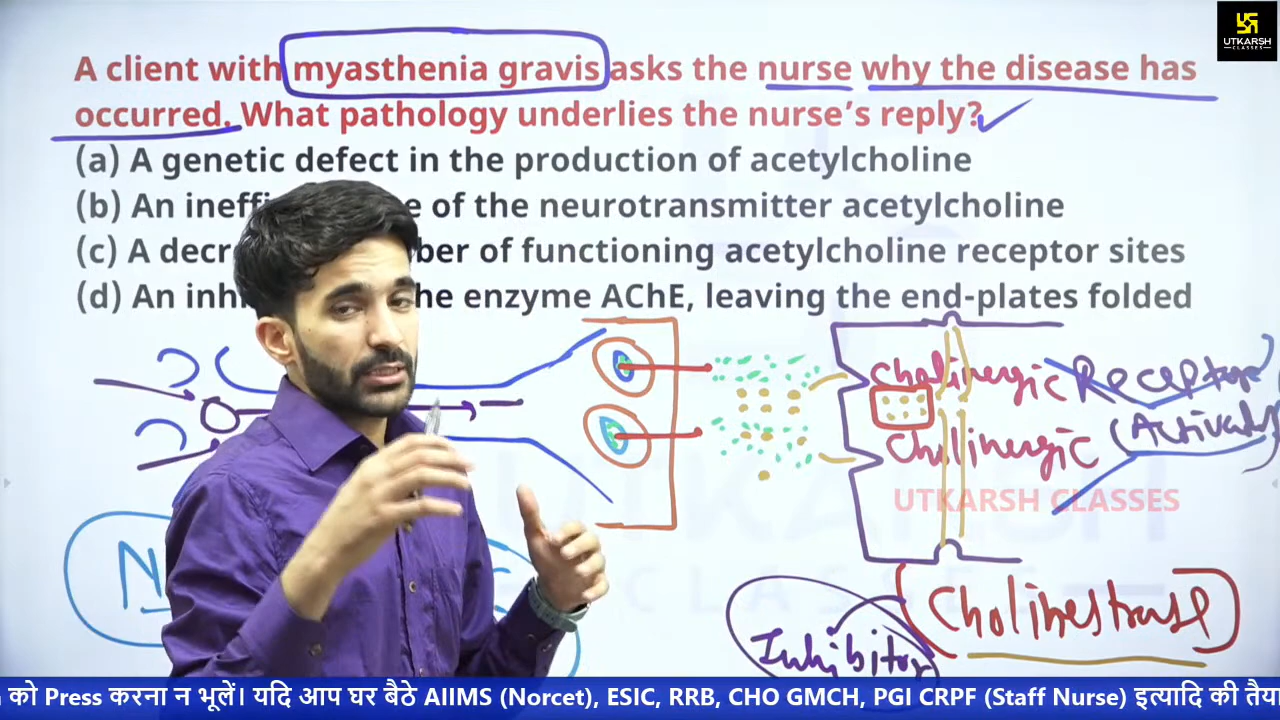 UTKARSH
CLASSES
A client with myasthenia gravis asks the nurse why the disease has
occurred. What pathology underlies the nurse's reply?
(a) A genetic defect in the production of acetylcholine
(b) An ineffi e of the neurotransmitter acetylcholine
(c) A decr ber of functioning acetylcholine receptor sites
(d) An inhi he enzyme AChE, leaving the end-plates folded
Cholinergic Receptor
Cholinergic (Activate
UTKARSH CLASSES
(Cholinestrase)
Inhibitor
N
को Press करना न भूलें। यदि आप घर बैठे AIIMS (Norcet), ESIC, RRB, CHO GMCH, PGI CRPF (Staff Nurse) इत्यादि की तैया